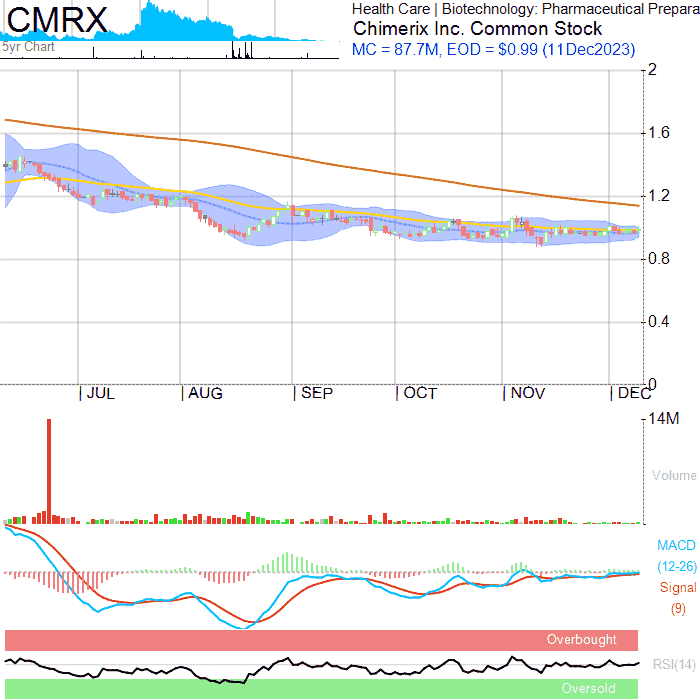 CMRX
5yr Chart
Health Care | Biotechnology: Pharmaceutical Prepara
Chimerix Inc. Common Stock
MC = 87.7M, EOD = $0.99 (11Dec2023)
2
1.6
1.2
0.8
0.4
0
| JUL | AUG | SEP | OCT | NOV | DEC
14M
Volume
MACD
(12-26)
Signal
(9)
Overbought
RSI(14)
Oversold